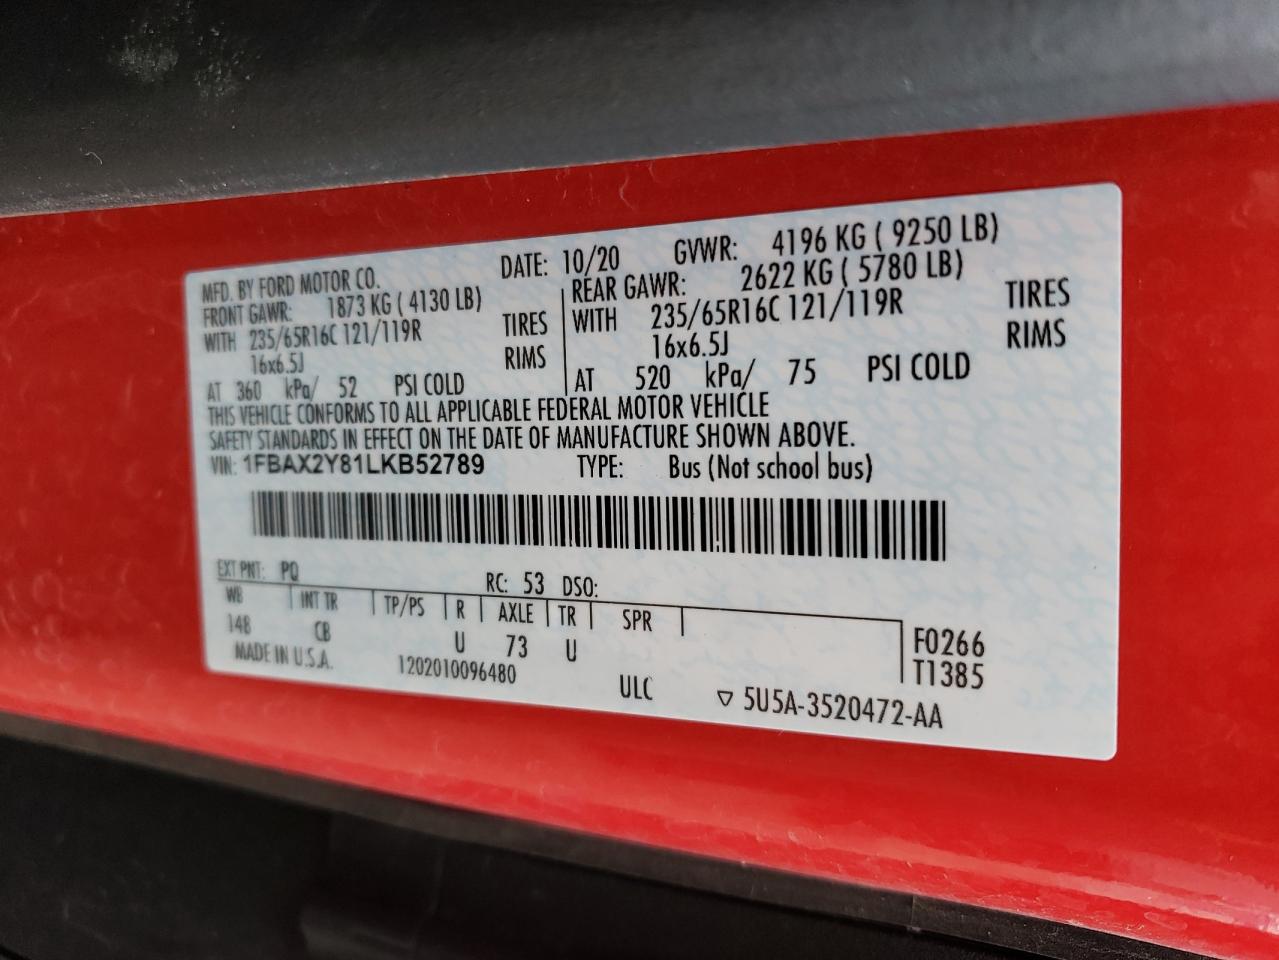 MFD. BY FORD MOTOR CO. DATE: 10/20 GVWR: 4196 KG ( 9250 LB)
FRONT GAWR: 1873 KG ( 4130 LB) REAR GAWR: 2622 KG ( 5780 LB)
WITH 235/65R16C 121/119R TIRES WITH 235/65R16C 121/119R TIRES
16x6.5J RIMS 16x6.5J RIMS
AT 360 kPa/ 52 PSI COLD AT 520 kPa/ 75 PSI COLD
THIS VEHICLE CONFORMS TO ALL APPLICABLE FEDERAL MOTOR VEHICLE
SAFETY STANDARDS IN EFFECT ON THE DATE OF MANUFACTURE SHOWN ABOVE.
VIN: 1FBAX2Y81LKB52789 TYPE: Bus (Not school bus)
EXT PNT: PQ RC: 53 DSO:
WB INT TR TP/PS R AXLE TR SPR
148 CB U 73 U F0266
T1385
MADE IN U.S.A. 1202010096480 ULC ▽ 5U5A-3520472-AA